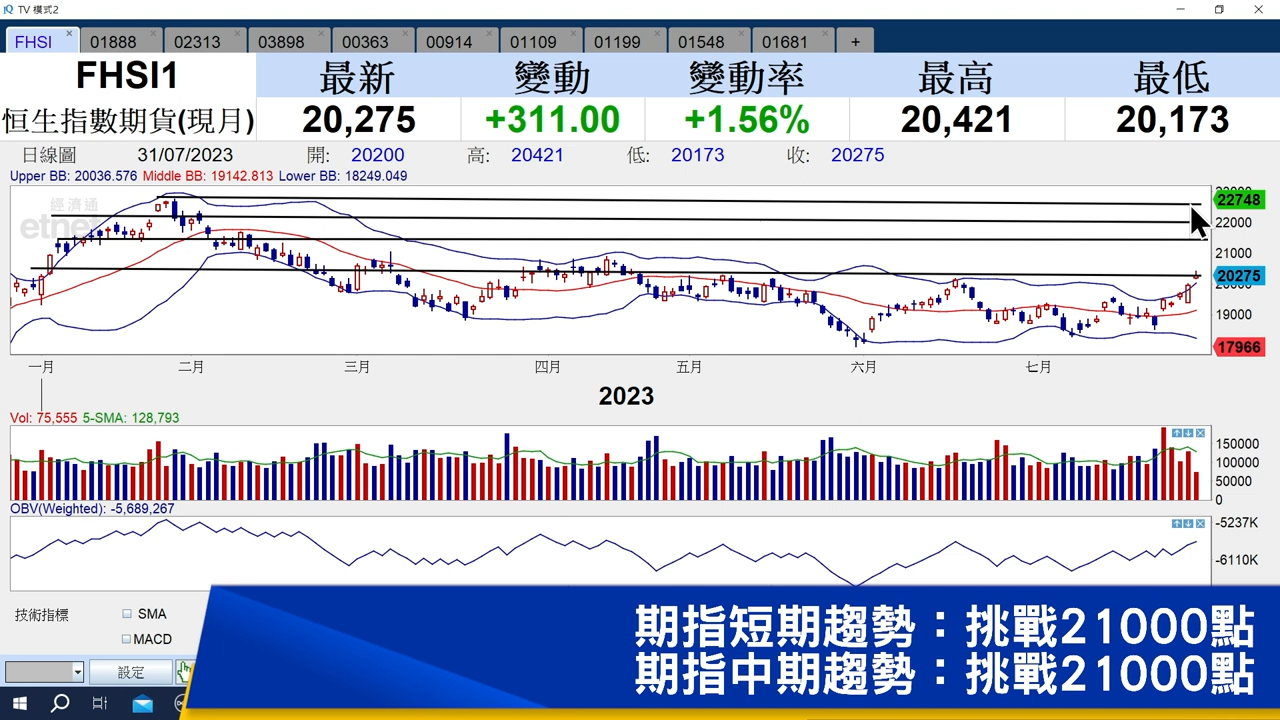 TV 模式2
FHSI 01888 02313 03898 00363 00914 01109 01199 01548 01681 +
FHSI1 最新 變動 變動率 最高 最低
恒生指數期貨(現月) 20,275 +311.00 +1.56% 20,421 20,173
日線圖 31/07/2023 開: 20200 高: 20421 低: 20173 收: 20275
Upper BB: 20036.576 Middle BB: 19142.813 Lower BB: 18249.049
經濟通
etnet
22748
22000
21000
20275
19000
17966
一月 二月 三月 四月 五月 六月 七月
2023
Vol: 75,555 5-SMA: 128,793
150000
100000
50000
0
OBV(Weighted): -5,689,267
-5237K
-6110K
技術指標 SMA
MACD
設定
期指短期趨勢：挑戰21000點
期指中期趨勢：挑戰21000點